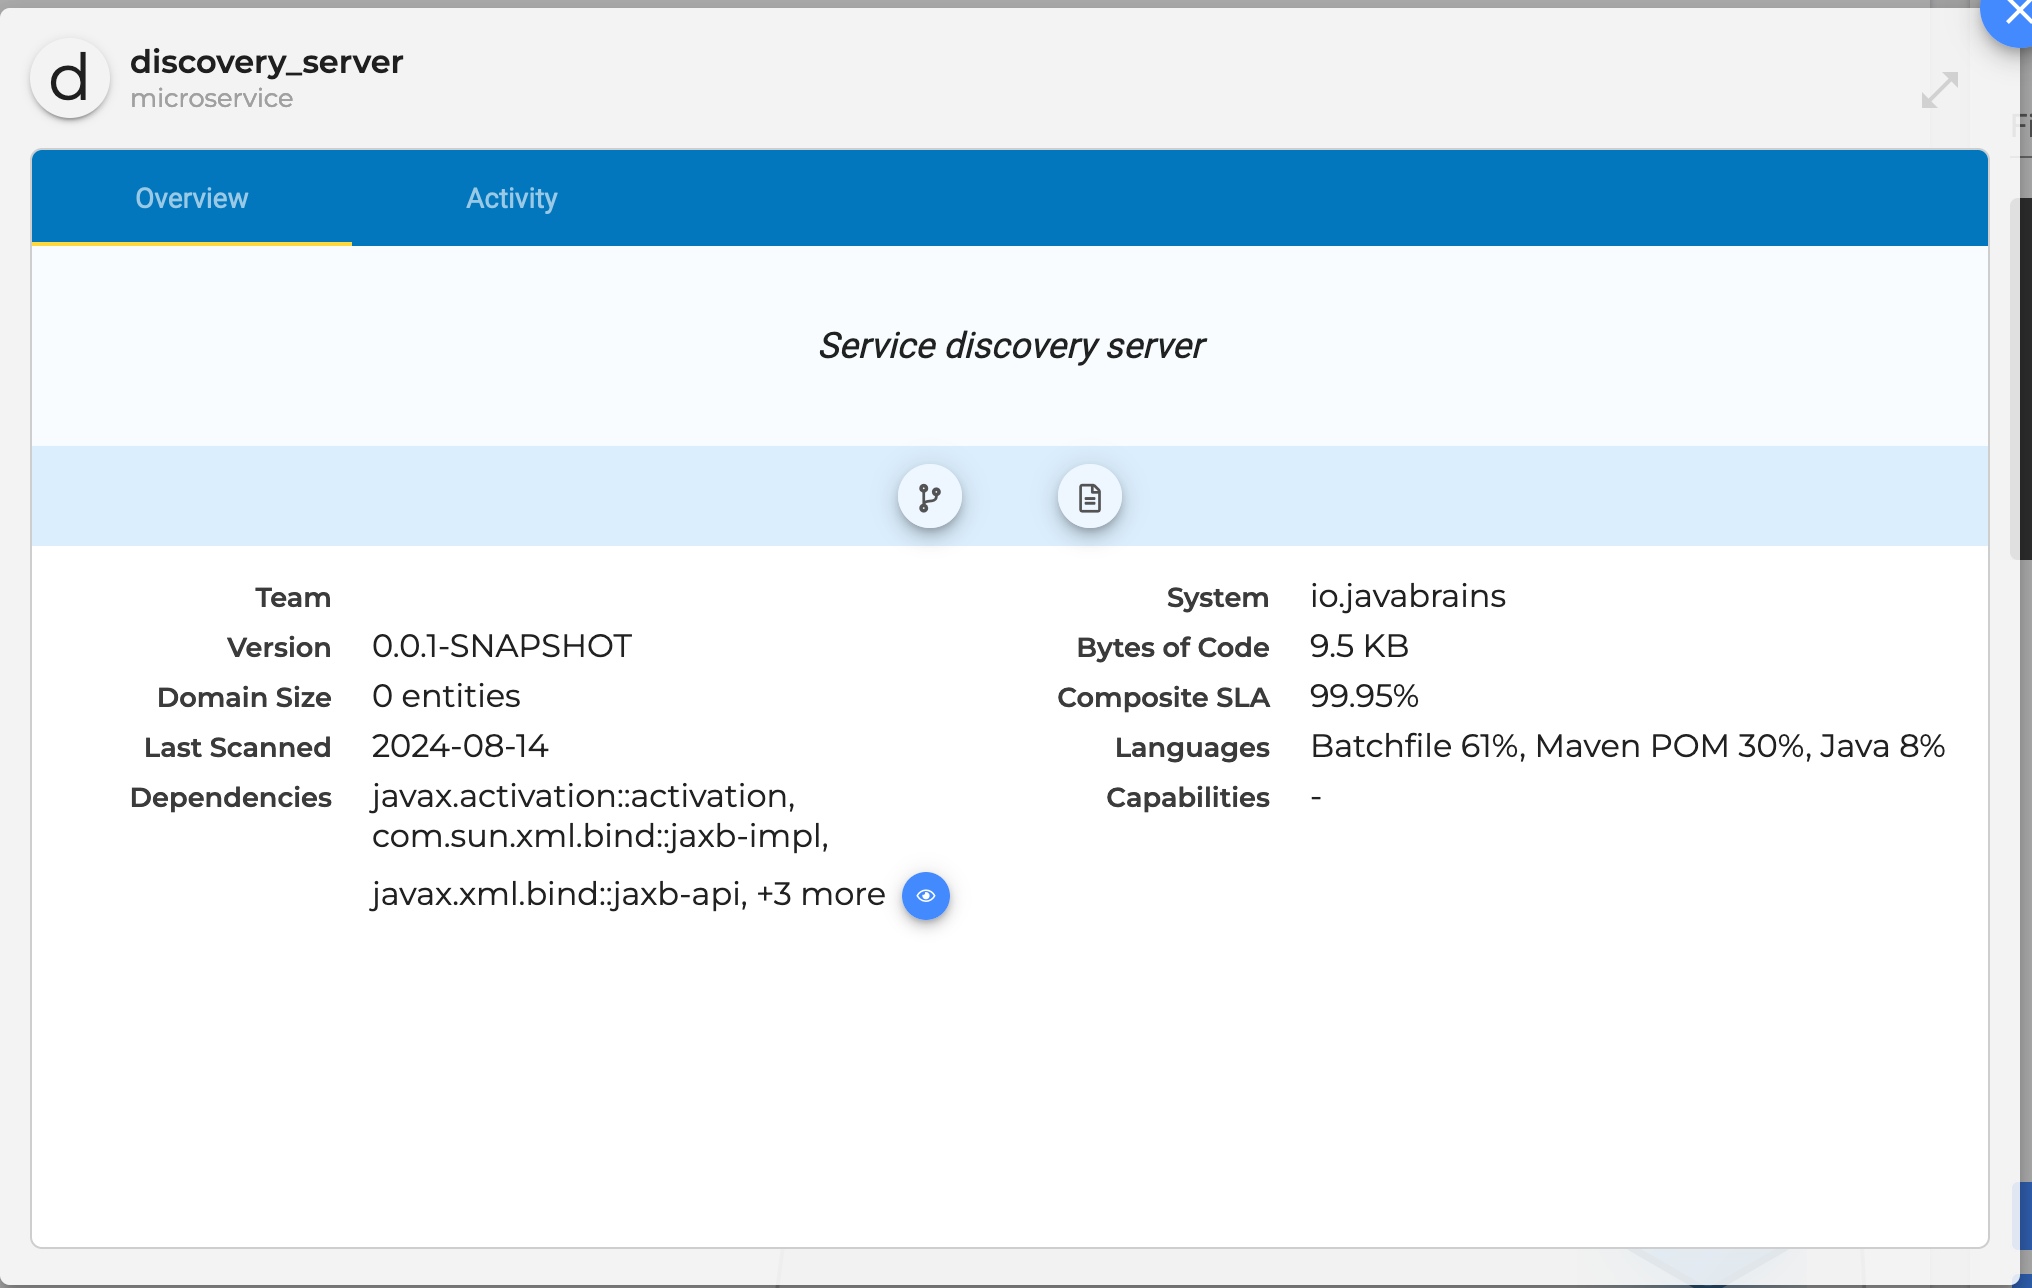 discovery_server
microservice
Overview
Activity
Service discovery server
Team
Version 0.0.1-SNAPSHOT
Domain Size 0 entities
Last Scanned 2024-08-14
Dependencies javax.activation::activation,
com.sun.xml.bind::jaxb-impl,
javax.xml.bind::jaxb-api, +3 more
System io.javabrains
Bytes of Code 9.5 KB
Composite SLA 99.95%
Languages Batchfile 61%, Maven POM 30%, Java 8%
Capabilities -